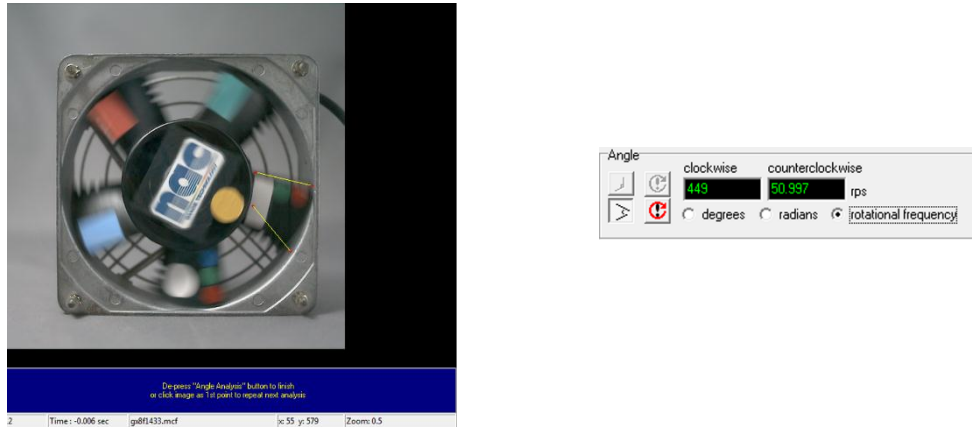 nac
De-press "Angle Analysis" button to finish
or click image as 1st point to repeat next analysis
2 Time : -0.006 sec gx8f1433.mcf x: 55 y: 579 Zoom: 0.5
Angle
clockwise counterclockwise
449 50.997 rps
degrees radians rotational frequency